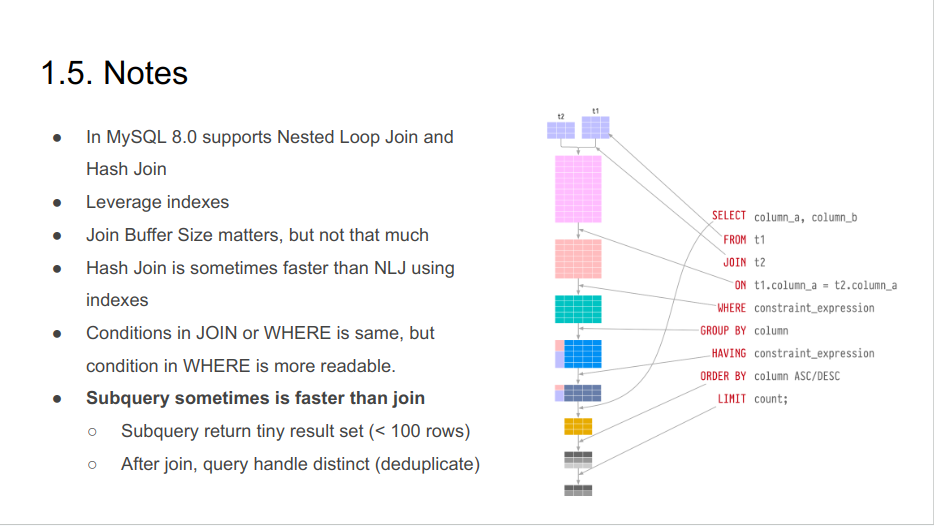 1.5. Notes
● In MySQL 8.0 supports Nested Loop Join and
Hash Join
● Leverage indexes
● Join Buffer Size matters, but not that much
● Hash Join is sometimes faster than NLJ using
indexes
● Conditions in JOIN or WHERE is same, but
condition in WHERE is more readable.
● Subquery sometimes is faster than join
○ Subquery return tiny result set (< 100 rows)
○ After join, query handle distinct (deduplicate)
t2
t1
SELECT column_a, column_b
FROM t1
JOIN t2
ON t1.column_a = t2.column_a
WHERE constraint_expression
GROUP BY column
HAVING constraint_expression
ORDER BY column ASC/DESC
LIMIT count;